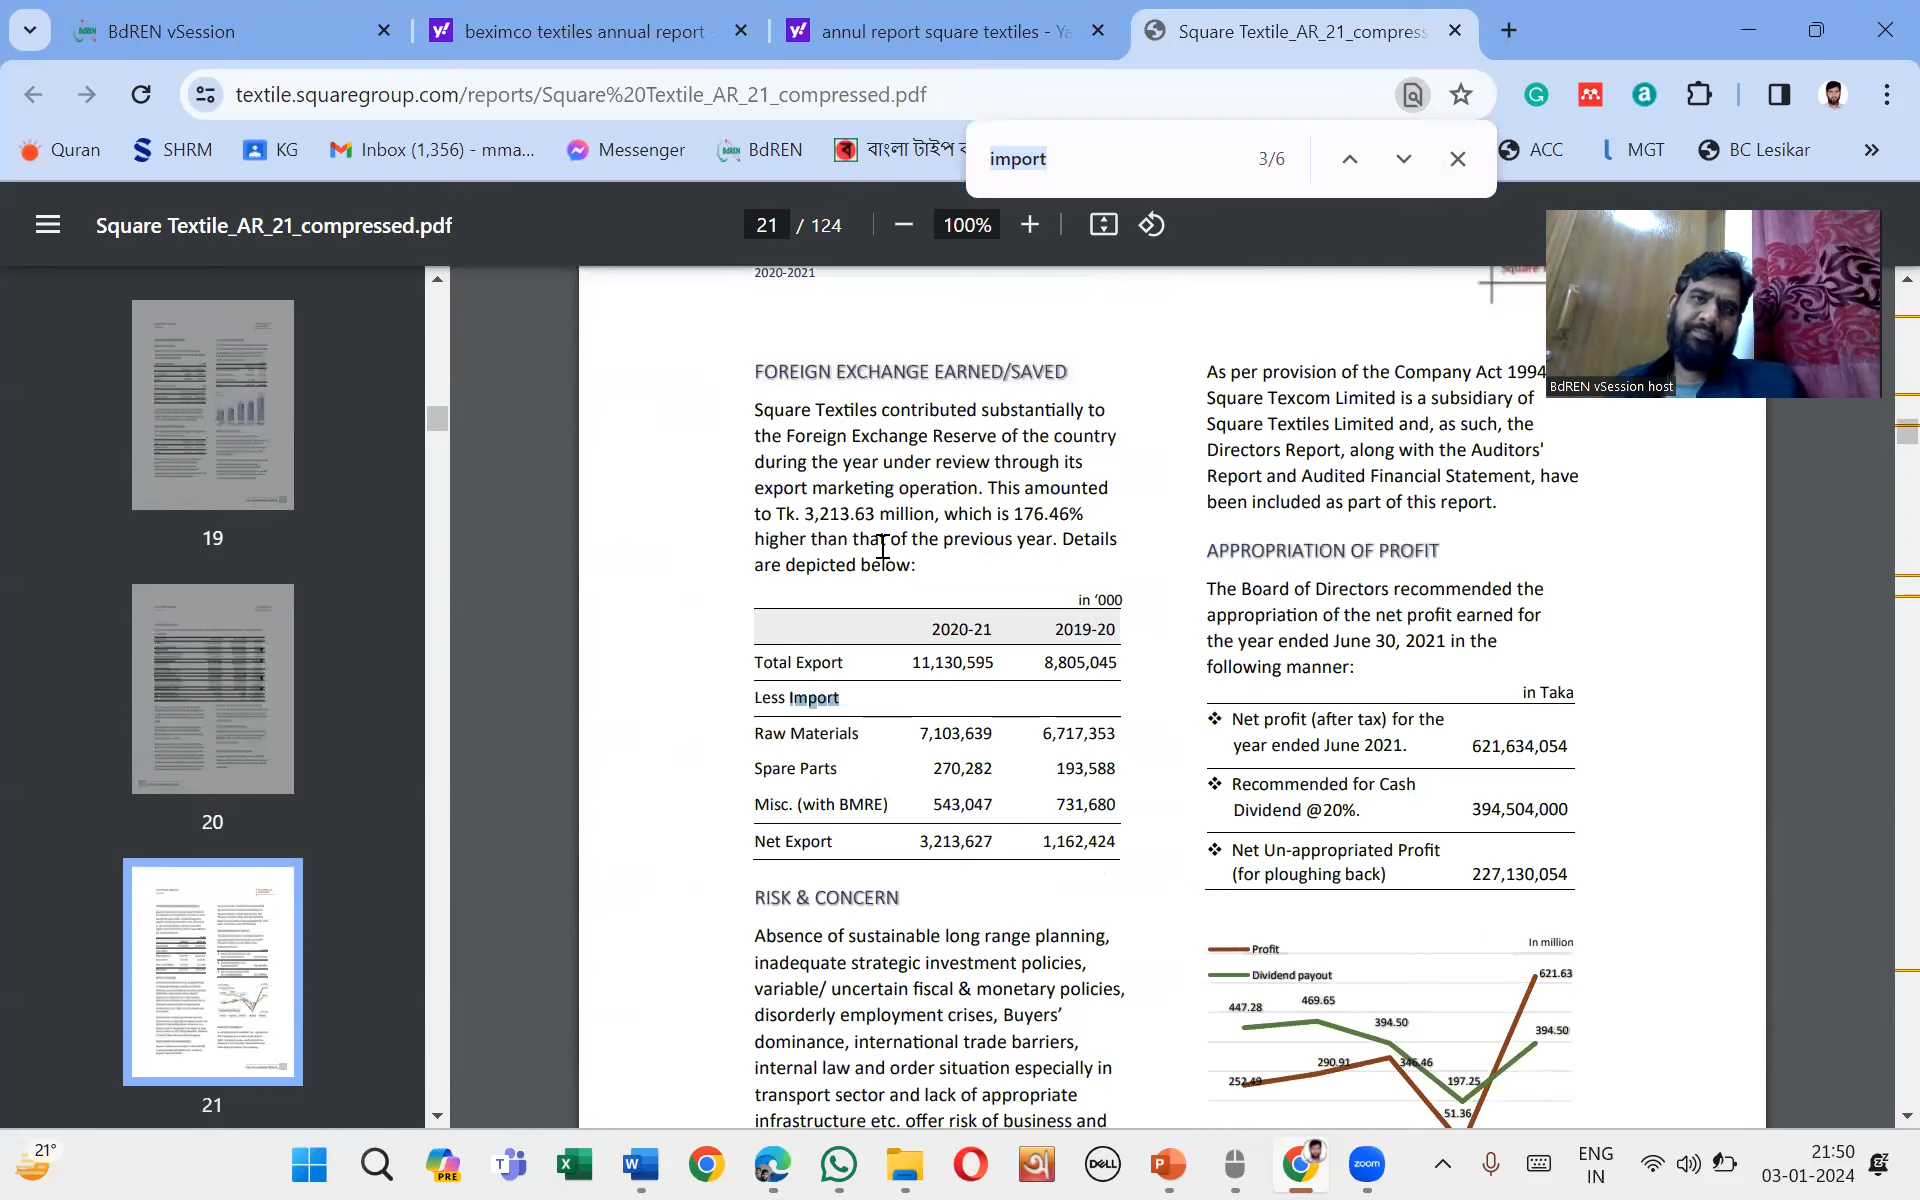 BdREN vSession
beximco textiles annual report -
annul report square textiles - Ya
Square Textile_AR_21_compress
textile.squaregroup.com/reports/Square%20Textile_AR_21_compressed.pdf
Quran
SHRM
KG
Inbox (1,356) - mma...
Messenger
BdREN
বাংলা টাইপ ক
ACC
MGT
BC Lesikar
import
3/6
Square Textile_AR_21_compressed.pdf
21 / 124
100%
BdREN vSession host
19
20
21
2020-2021
FOREIGN EXCHANGE EARNED/SAVED
Square Textiles contributed substantially to
the Foreign Exchange Reserve of the country
during the year under review through its
export marketing operation. This amounted
to Tk. 3,213.63 million, which is 176.46%
higher than that of the previous year. Details
are depicted below:
in ‘000
2020-21 2019-20
Total Export 11,130,595 8,805,045
Less Import
Raw Materials 7,103,639 6,717,353
Spare Parts 270,282 193,588
Misc. (with BMRE) 543,047 731,680
Net Export 3,213,627 1,162,424
RISK & CONCERN
Absence of sustainable long range planning,
inadequate strategic investment policies,
variable/ uncertain fiscal & monetary policies,
disorderly employment crises, Buyers’
dominance, international trade barriers,
internal law and order situation especially in
transport sector and lack of appropriate
infrastructure etc. offer risk of business and
As per provision of the Company Act 1994
Square Texcom Limited is a subsidiary of
Square Textiles Limited and, as such, the
Directors Report, along with the Auditors'
Report and Audited Financial Statement, have
been included as part of this report.
APPROPRIATION OF PROFIT
The Board of Directors recommended the
appropriation of the net profit earned for
the year ended June 30, 2021 in the
following manner:
in Taka
❖ Net profit (after tax) for the
year ended June 2021. 621,634,054
❖ Recommended for Cash
Dividend @20%. 394,504,000
❖ Net Un-appropriated Profit
(for ploughing back) 227,130,054
In million
Profit
Dividend payout
621.63
447.28
469.65
394.50
394.50
252.49
290.91
346.46
197.25
51.36
21°
PRE
DELL
zoom
ENG
IN
21:50
03-01-2024